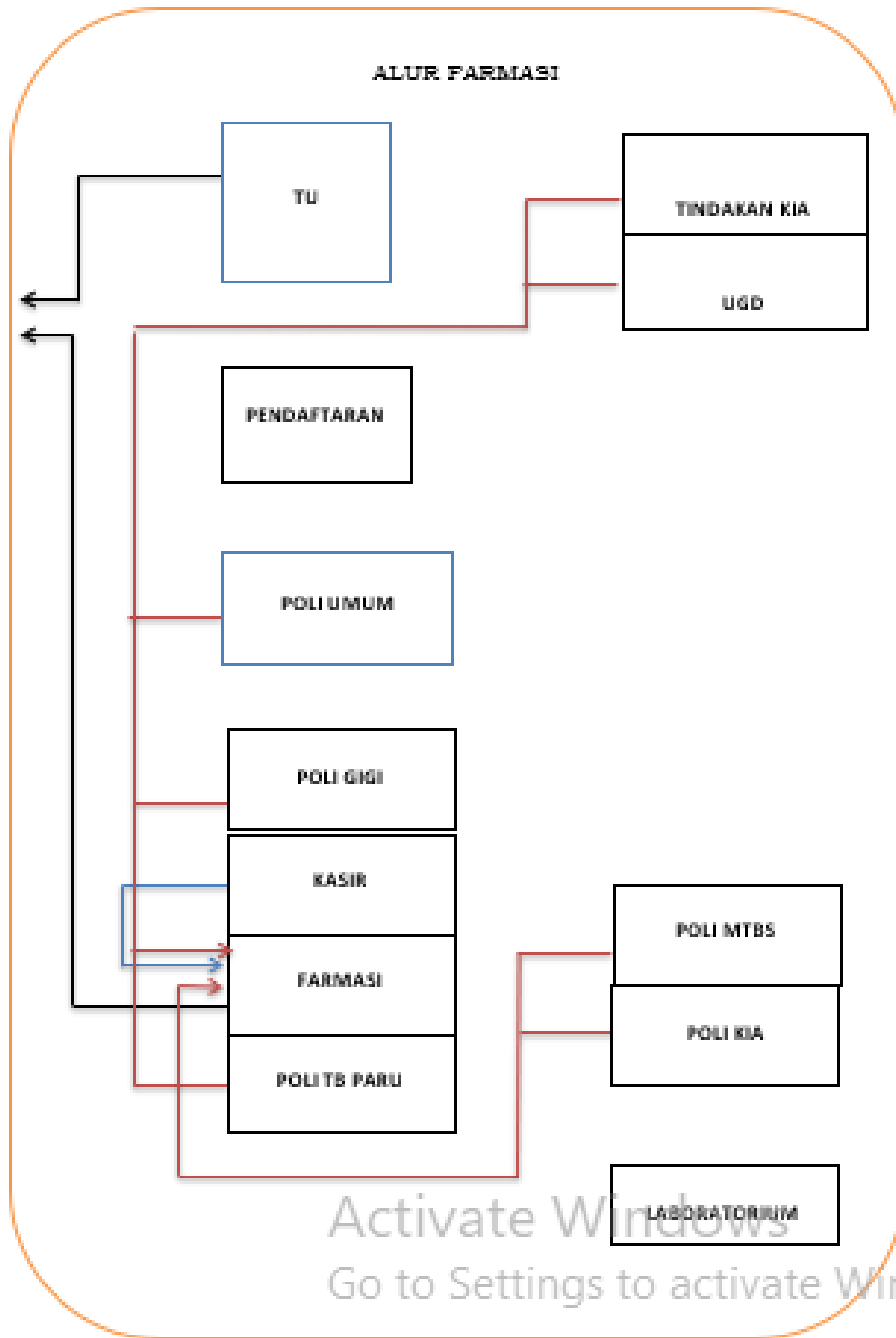 ALUR FARMASI
TU
TINDAKAN KIA
UGD
PENDAFTARAN
POLI UMUM
POLI GIGI
KASIR
FARMASI
POLI TB PARU
POLI MTBS
POLI KIA
LABORATORIUM
Activate Windows
Go to Settings to activate Win